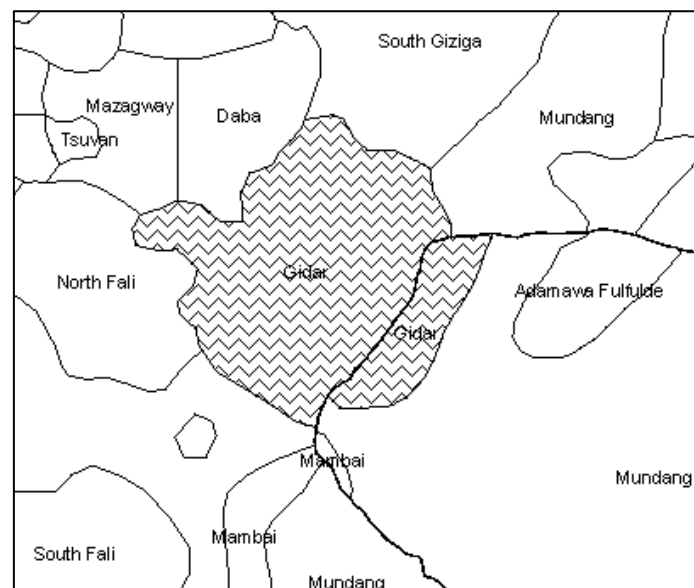 South Giziga
Mazagway
Daba
Mundang
Tsuvan
North Fali
Gidar
Adamawa Fulfulde
Gidar
Mambai
Mundang
Mambai
South Fali
Mundang